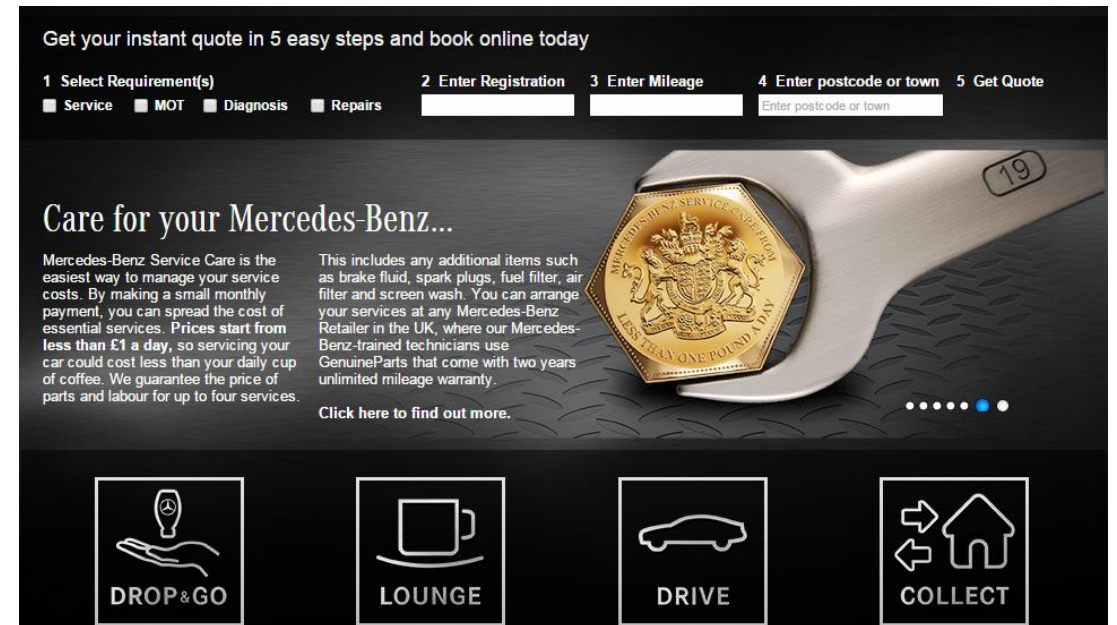 Get your instant quote in 5 easy steps and book online today
1 Select Requirement(s)
2 Enter Registration
3 Enter Mileage
4 Enter postcode or town
5 Get Quote
Service
MOT
Diagnosis
Repairs
Enter postcode or town
Care for your Mercedes-Benz...
Mercedes-Benz Service Care is the
easiest way to manage your service
costs. By making a small monthly
payment, you can spread the cost of
essential services. Prices start from
less than £1 a day, so servicing your
car could cost less than your daily cup
of coffee. We guarantee the price of
parts and labour for up to four services.
This includes any additional items such
as brake fluid, spark plugs, fuel filter, air
filter and screen wash. You can arrange
your services at any Mercedes-Benz
Retailer in the UK, where our Mercedes-
Benz-trained technicians use
GenuineParts that come with two years
unlimited mileage warranty.
Click here to find out more.
MERCEDES-BENZ SERVICE CARE FROM
LESS THAN ONE POUND A DAY
19
DROP&GO
LOUNGE
DRIVE
COLLECT